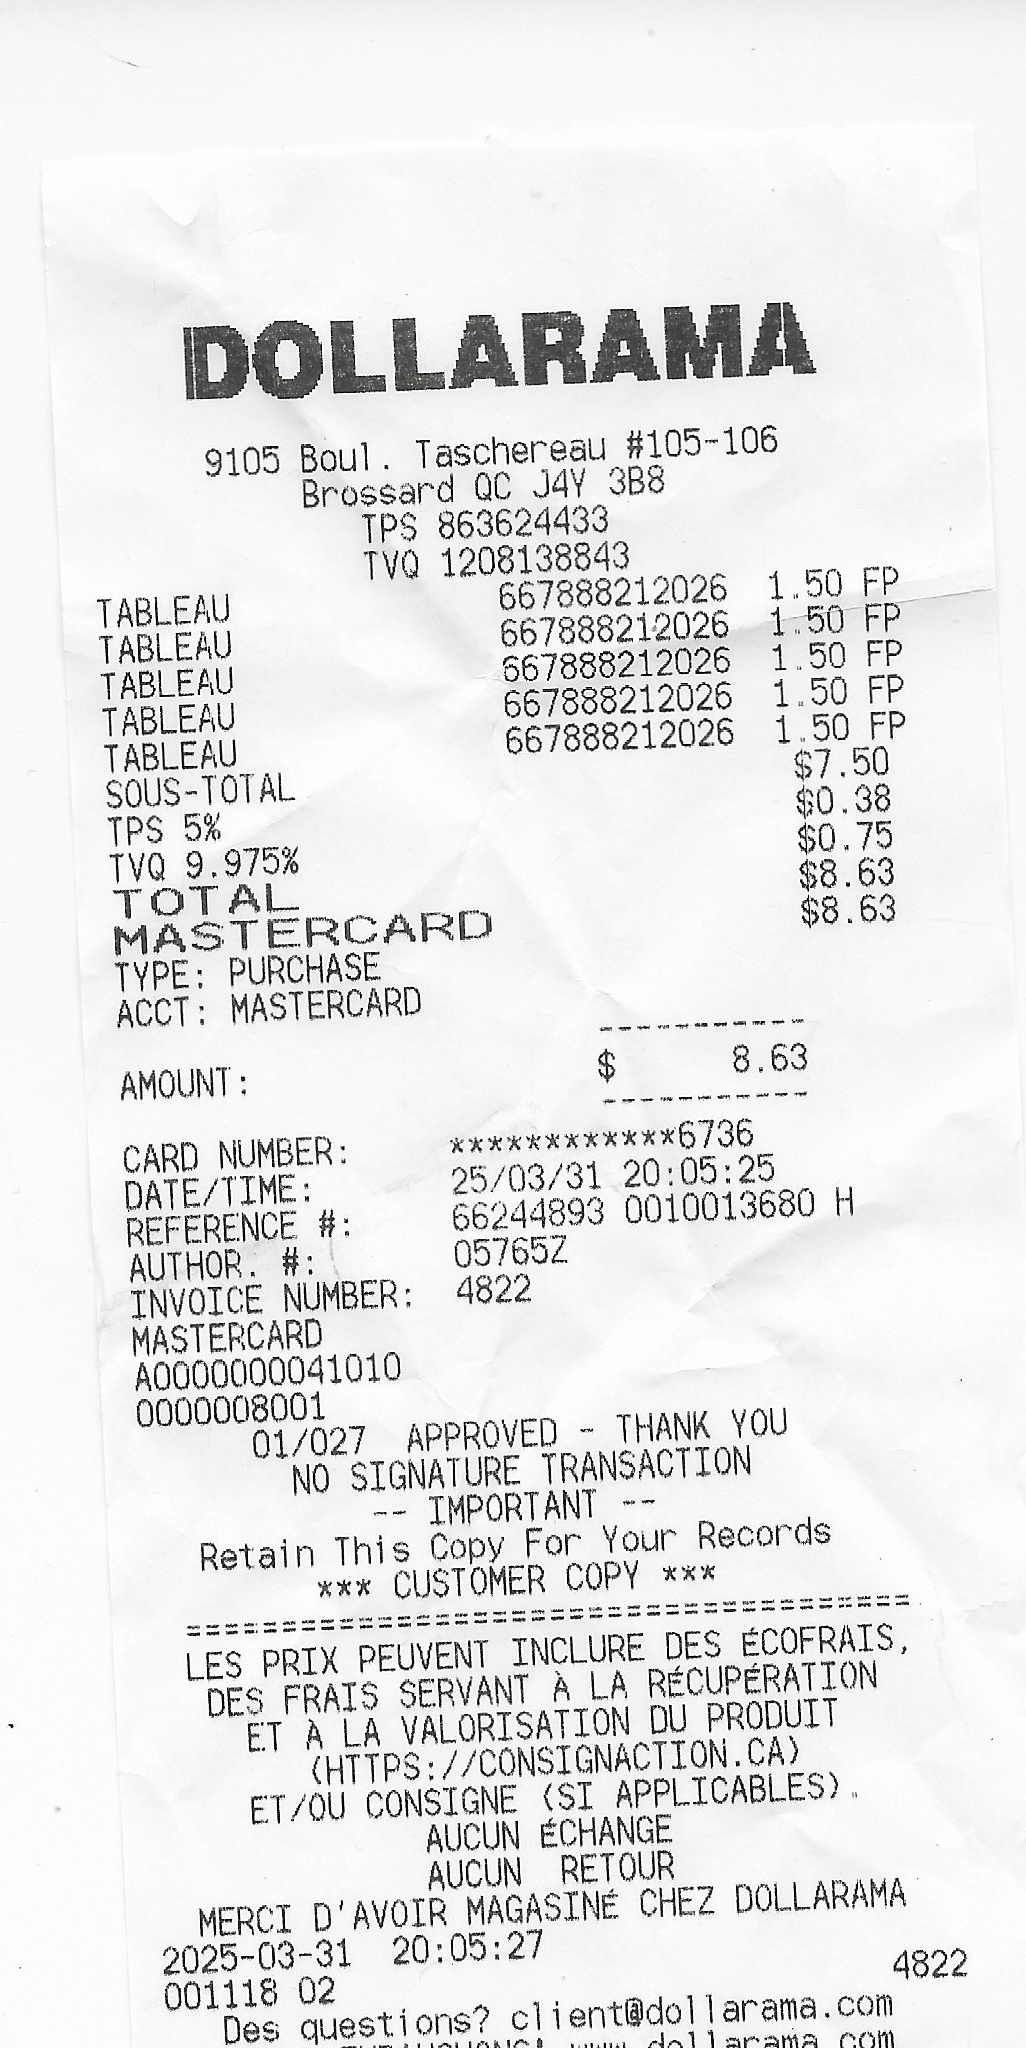 DOLLARAMA
9105 Boul. Taschereau #105-106
Brossard QC J4Y 3B8
TPS 863624433
TVQ 1208138843
TABLEAU 667888212026 1.50 FP
TABLEAU 667888212026 1.50 FP
TABLEAU 667888212026 1.50 FP
TABLEAU 667888212026 1.50 FP
TABLEAU 667888212026 1.50 FP
SOUS-TOTAL $7.50
TPS 5% $0.38
TVQ 9.975% $0.75
TOTAL $8.63
MASTERCARD $8.63
TYPE: PURCHASE
ACCT: MASTERCARD
-----------
AMOUNT: $ 8.63
-----------
CARD NUMBER: ************6736
DATE/TIME: 25/03/31 20:05:25
REFERENCE #: 66244893 0010013680 H
AUTHOR. #: 05765Z
INVOICE NUMBER: 4822
MASTERCARD
A0000000041010
0000008001
01/027 APPROVED - THANK YOU
NO SIGNATURE TRANSACTION
-- IMPORTANT --
Retain This Copy For Your Records
*** CUSTOMER COPY ***
======================================
LES PRIX PEUVENT INCLURE DES ÉCOFRAIS,
DES FRAIS SERVANT À LA RÉCUPÉRATION
ET À LA VALORISATION DU PRODUIT
(HTTPS://CONSIGNACTION.CA)
ET/OU CONSIGNE (SI APPLICABLES).
AUCUN ÉCHANGE
AUCUN RETOUR
MERCI D'AVOIR MAGASINÉ CHEZ DOLLARAMA
2025-03-31 20:05:27
001118 02 4822
Des questions? client@dollarama.com
www.dollarama.com